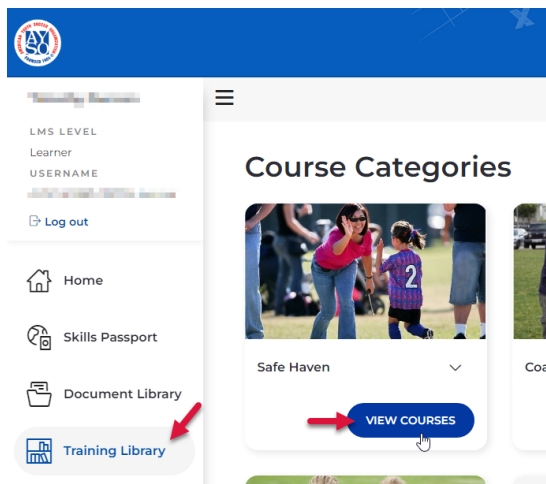 AYSO
LMS LEVEL
Learner
USERNAME
Log out
Home
Skills Passport
Document Library
Training Library
Course Categories
2
Safe Haven
Coa
VIEW COURSES